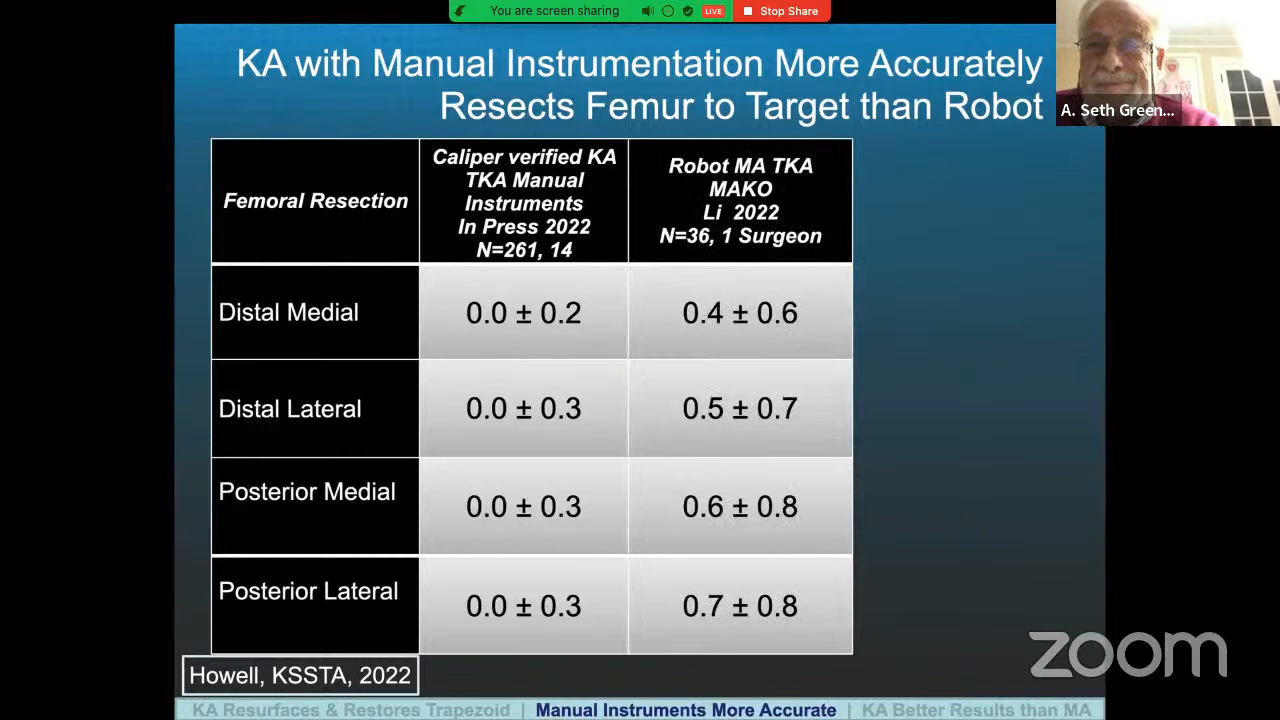 You are screen sharing
LIVE
Stop Share
KA with Manual Instrumentation More Accurately
Resects Femur to Target than Robot
A. Seth Green...
Femoral Resection
Caliper verified KA
TKA Manual
Instruments
In Press 2022
N=261, 14
Robot MA TKA
MAKO
Li 2022
N=36, 1 Surgeon
Distal Medial
0.0 ± 0.2
0.4 ± 0.6
Distal Lateral
0.0 ± 0.3
0.5 ± 0.7
Posterior Medial
0.0 ± 0.3
0.6 ± 0.8
Posterior Lateral
0.0 ± 0.3
0.7 ± 0.8
Howell, KSSTA, 2022
zoom
KA Resurfaces & Restores Trapezoid | Manual Instruments More Accurate | KA Better Results than MA